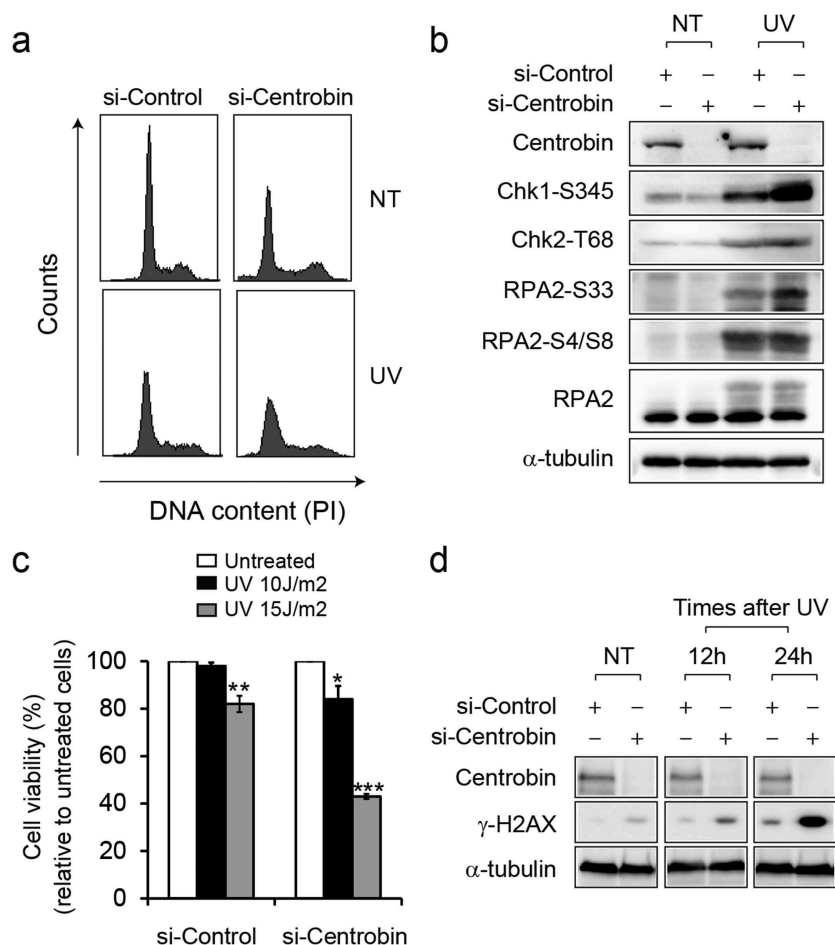 a
si-Control si-Centrobin
Counts
NT
UV
DNA content (PI)
b
NT UV
si-Control + – + –
si-Centrobin – + – +
Centrobin
Chk1-S345
Chk2-T68
RPA2-S33
RPA2-S4/S8
RPA2
α-tubulin
c
Untreated
UV 10J/m2
UV 15J/m2
Cell viability (%)
(relative to untreated cells)
100
80
60
40
20
0
** * ***
si-Control si-Centrobin
d
Times after UV
NT 12h 24h
si-Control + – + – + –
si-Centrobin – + – + – +
Centrobin
γ-H2AX
α-tubulin